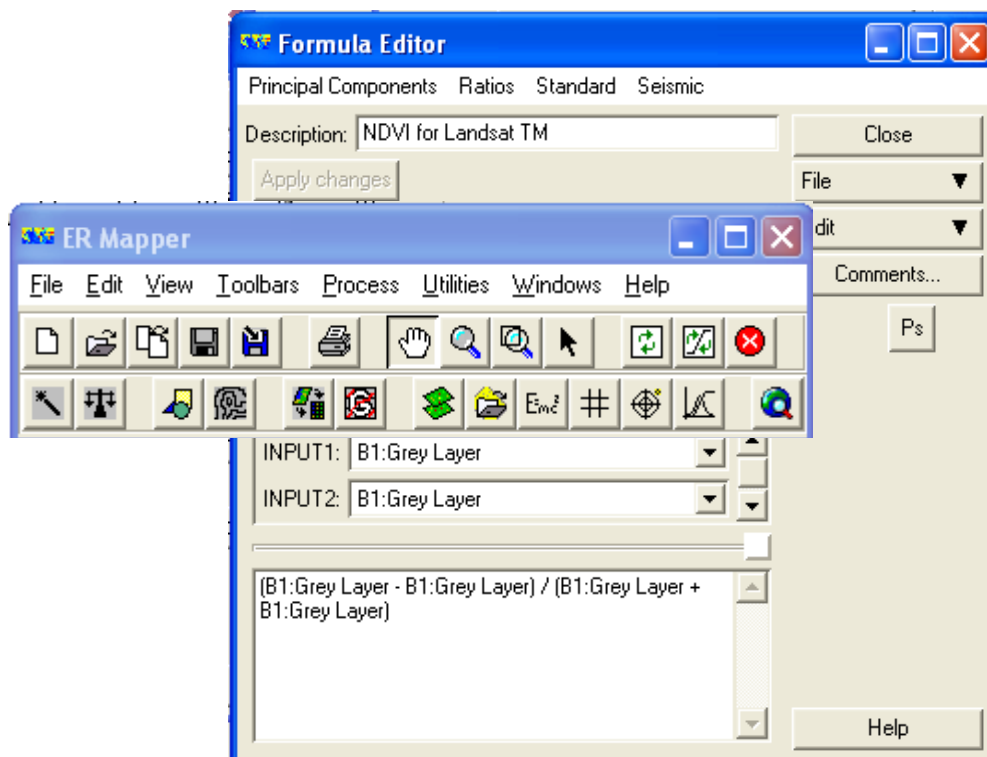 Formula Editor
Principal Components Ratios Standard Seismic
Description: NDVI for Landsat TM
Close
Apply changes
File
ER Mapper
dit
File Edit View Toolbars Process Utilities Windows Help
Comments...
Ps
INPUT1: B1:Grey Layer
INPUT2: B1:Grey Layer
(B1:Grey Layer - B1:Grey Layer) / (B1:Grey Layer +
B1:Grey Layer)
Help